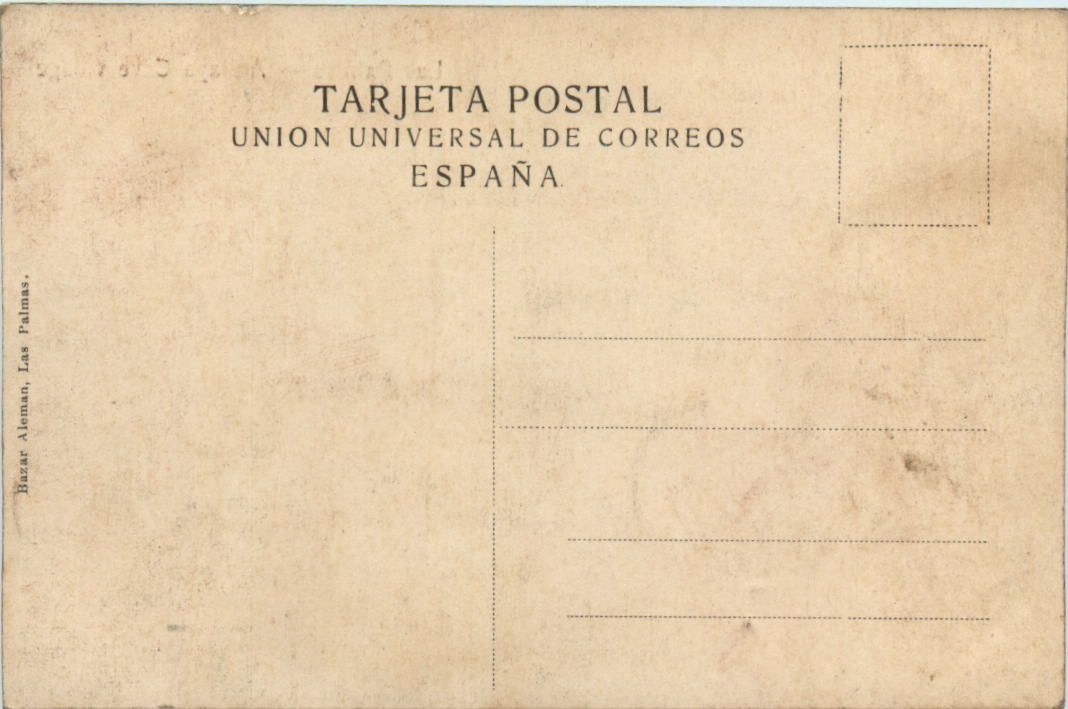 TARJETA POSTAL
UNION UNIVERSAL DE CORREOS
ESPAÑA.
Bazar Aleman, Las Palmas.